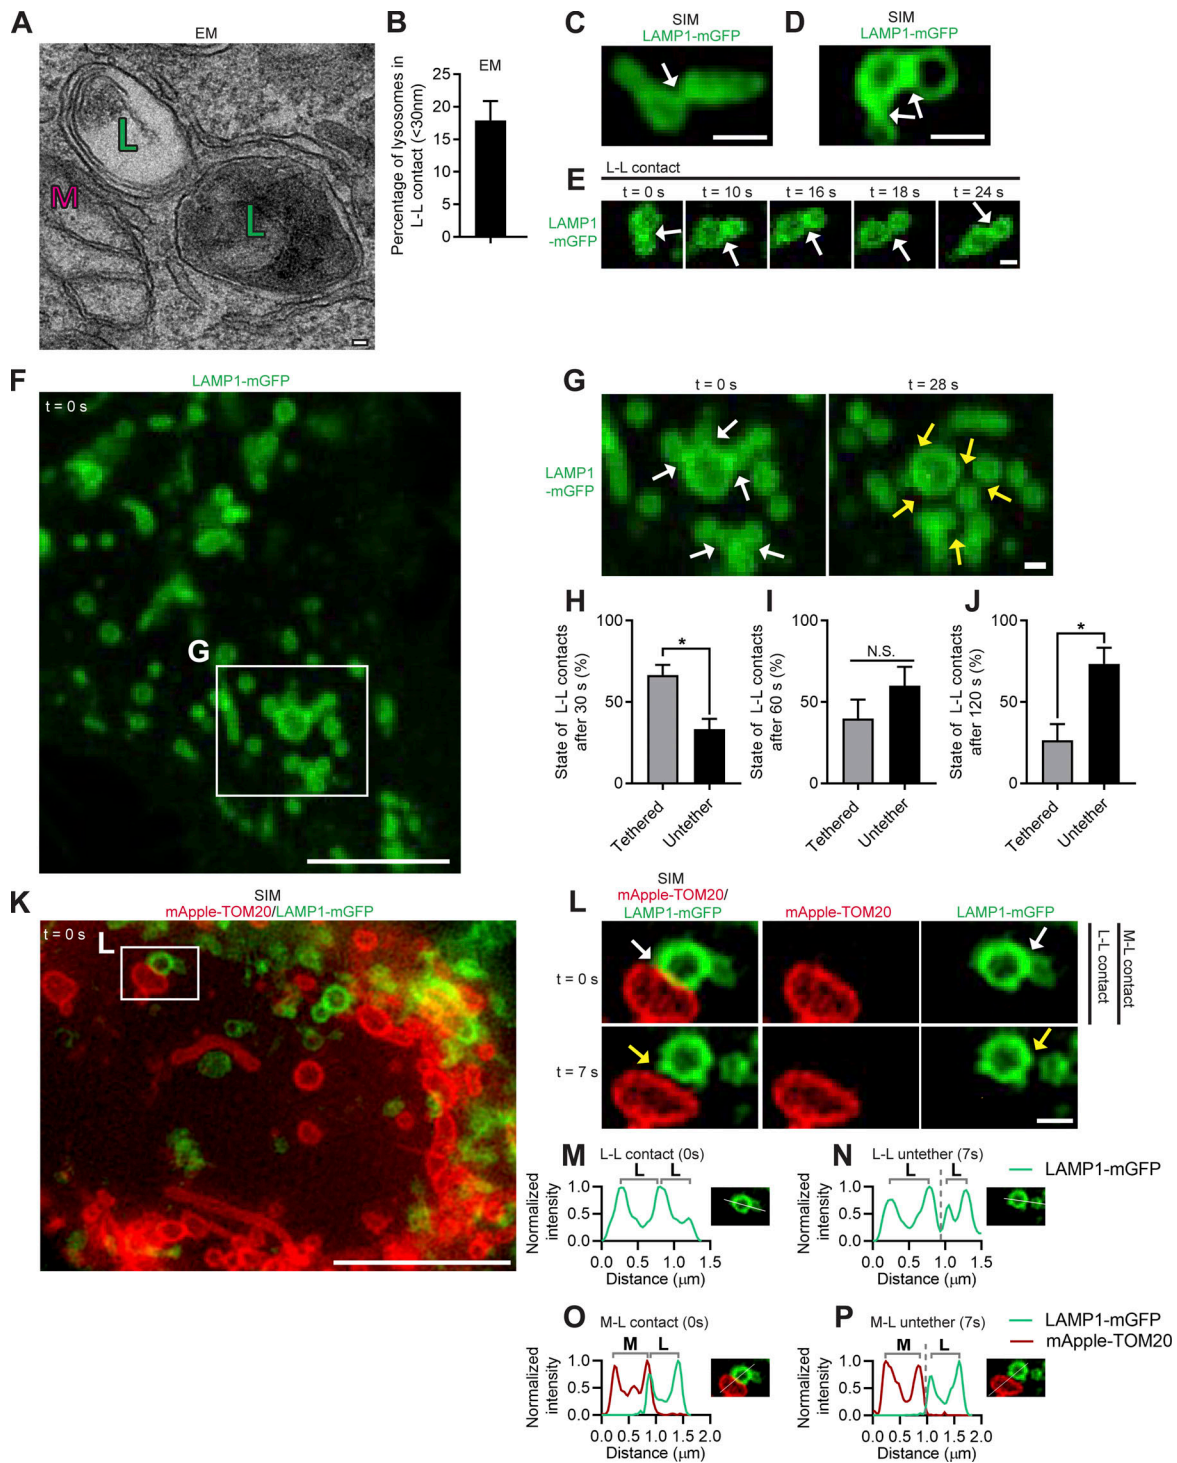 A
EM
L
M
L
B
EM
Percentage of lysosomes in
L-L contact (<30nm)
25
20
15
10
5
0
C
SIM
LAMP1-mGFP
D
SIM
LAMP1-mGFP
E
L-L contact
t = 0 s
t = 10 s
t = 16 s
t = 18 s
t = 24 s
LAMP1
-mGFP
F
LAMP1-mGFP
t = 0 s
G
G
t = 0 s
t = 28 s
LAMP1
-mGFP
H
State of L-L contacts
after 30 s (%)
100
50
0
*
Tethered
Untether
I
State of L-L contacts
after 60 s (%)
100
50
0
N.S.
Tethered
Untether
J
State of L-L contacts
after 120 s (%)
100
50
0
*
Tethered
Untether
K
SIM
mApple-TOM20/LAMP1-mGFP
t = 0 s
L
L
SIM
mApple-TOM20/
LAMP1-mGFP
mApple-TOM20
LAMP1-mGFP
t = 0 s
t = 7 s
M-L contact
L-L contact
M
L-L contact (0s)
L
L
Normalized
intensity
1.0
0.5
0.0
0.0
0.5
1.0
1.5
Distance (μm)
N
L-L untether (7s)
L
L
LAMP1-mGFP
Normalized
intensity
1.0
0.5
0.0
0.0
0.5
1.0
1.5
Distance (μm)
O
M-L contact (0s)
M
L
Normalized
intensity
1.0
0.5
0.0
0.0
0.5
1.0
1.5
2.0
Distance (μm)
P
M-L untether (7s)
M
L
LAMP1-mGFP
mApple-TOM20
Normalized
intensity
1.0
0.5
0.0
0.0
0.5
1.0
1.5
2.0
Distance (μm)